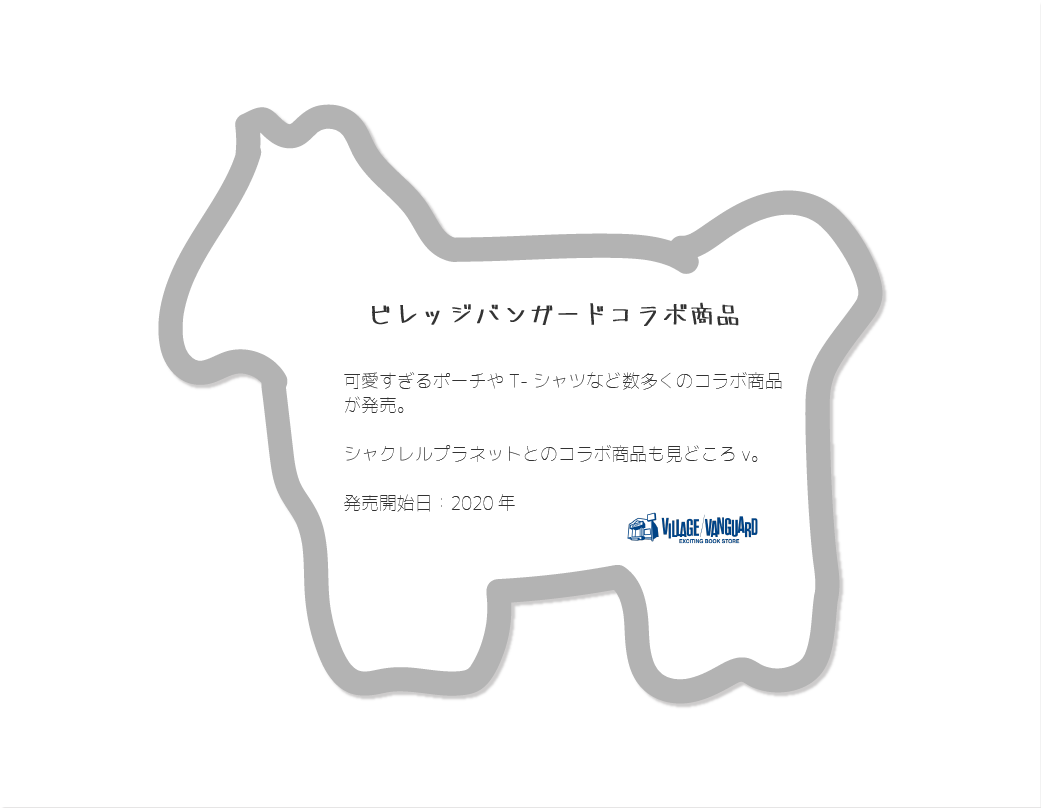 ビレッジバンガードコラボ商品
可愛すぎるポーチや T- シャツなど数多くのコラボ商品
が発売。
シャクレルプラネットとのコラボ商品も見どころ v。
発売開始日：2020 年
VILLAGE/VANGUARD
EXCITING BOOK STORE